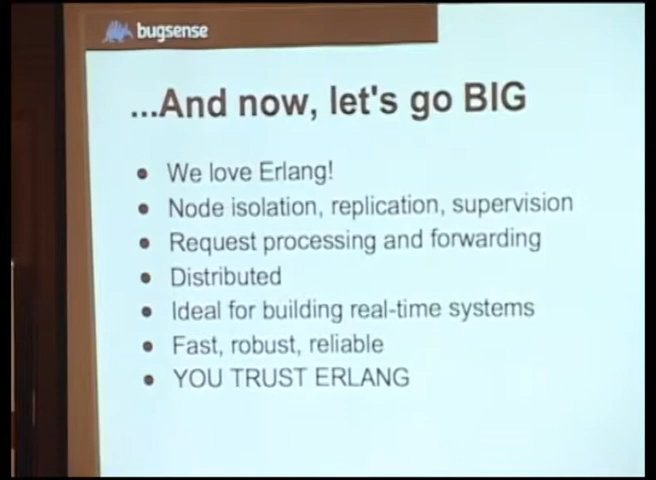 bugsense
...And now, let's go BIG
We love Erlang!
Node isolation, replication, supervision
Request processing and forwarding
Distributed
Ideal for building real-time systems
Fast, robust, reliable
YOU TRUST ERLANG